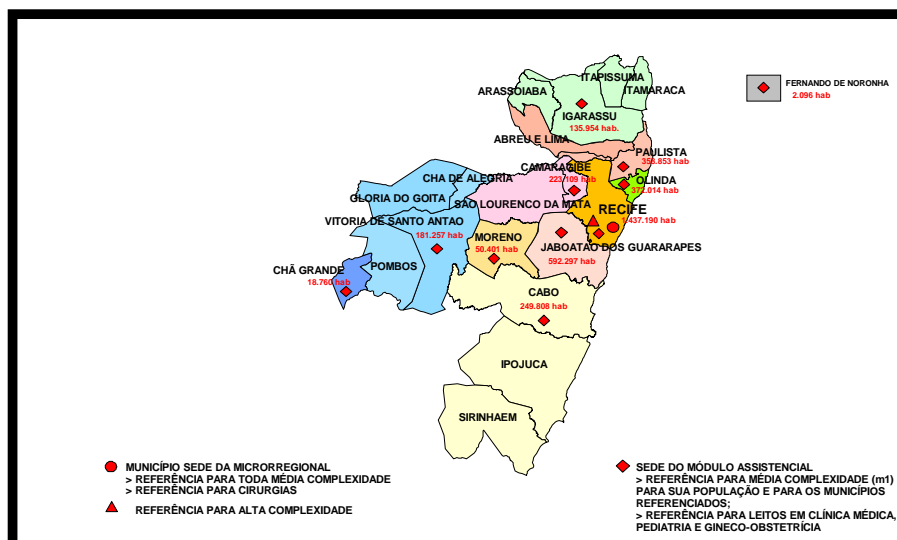 ITAPISSUMA
ARASSOIABA
ITAMARACA
IGARASSU
135.954 hab.
FERNANDO DE NORONHA
2.096 hab
ABREU E LIMA
PAULISTA
353.853 hab
CAMARAGIBE
223.109 hab
OLINDA
372.014 hab
CHA DE ALEGRIA
GLORIA DO GOITA
SAO LOURENCO DA MATA
RECIFE
1.437.190 hab
VITORIA DE SANTO ANTAO
181.257 hab
MORENO
50.401 hab
JABOATAO DOS GUARARAPES
592.297 hab
CHÃ GRANDE
18.760 hab
POMBOS
CABO
249.808 hab
IPOJUCA
SIRINHAEM
MUNICÍPIO SEDE DA MICRORREGIONAL
> REFERÊNCIA PARA TODA MÉDIA COMPLEXIDADE
> REFERÊNCIA PARA CIRURGIAS
REFERÊNCIA PARA ALTA COMPLEXIDADE
SEDE DO MÓDULO ASSISTENCIAL
> REFERÊNCIA PARA MÉDIA COMPLEXIDADE (m1)
PARA SUA POPULAÇÃO E PARA OS MUNICÍPIOS
REFERENCIADOS;
> REFERÊNCIA PARA LEITOS EM CLÍNICA MÉDICA,
PEDIATRIA E GINECO-OBSTETRÍCIA